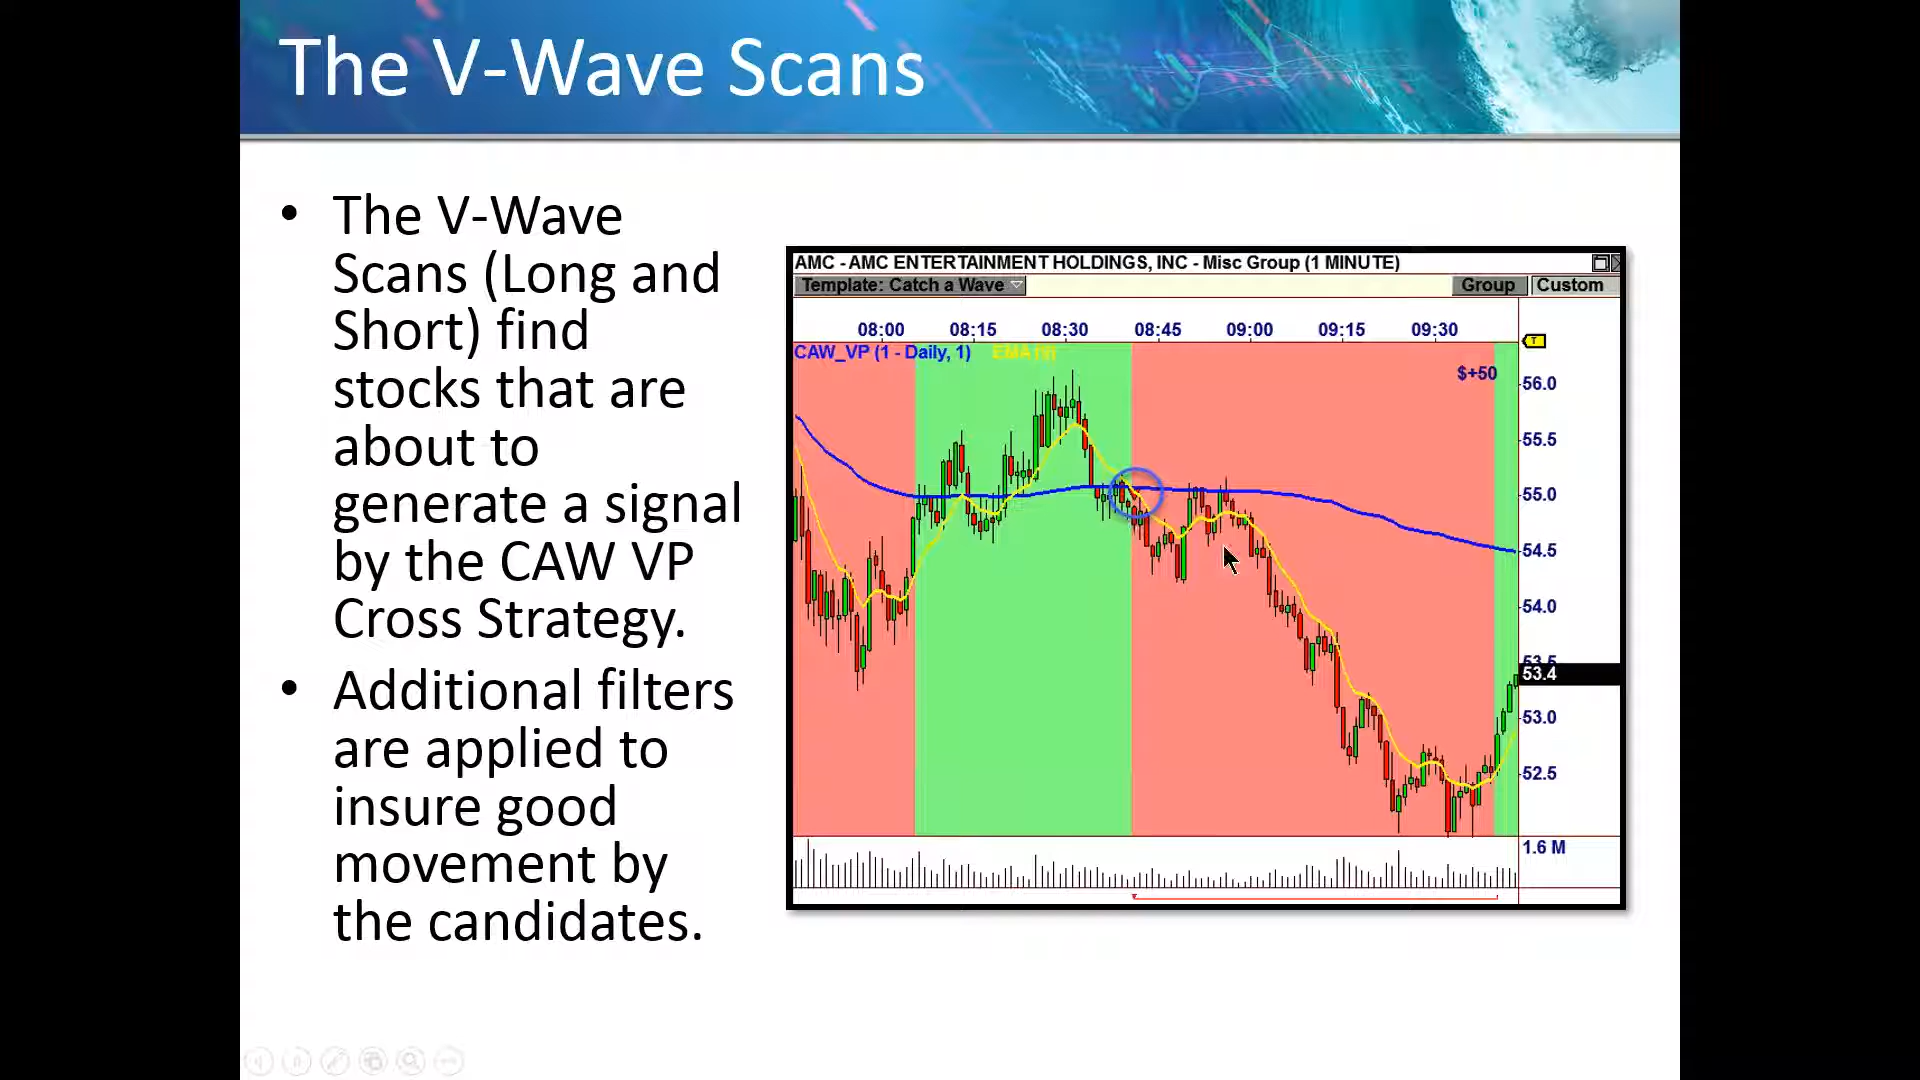 The V-Wave Scans
• The V-Wave
Scans (Long and
Short) find
stocks that are
about to
generate a signal
by the CAW VP
Cross Strategy.
• Additional filters
are applied to
insure good
movement by
the candidates.
AMC - AMC ENTERTAINMENT HOLDINGS, INC - Misc Group (1 MINUTE)
Template: Catch a Wave
Group Custom
08:00 08:15 08:30 08:45 09:00 09:15 09:30
T
CAW_VP (1 - Daily, 1)
$+50
56.0
55.5
55.0
54.5
54.0
53.5
53.4
53.0
52.5
1.6 M